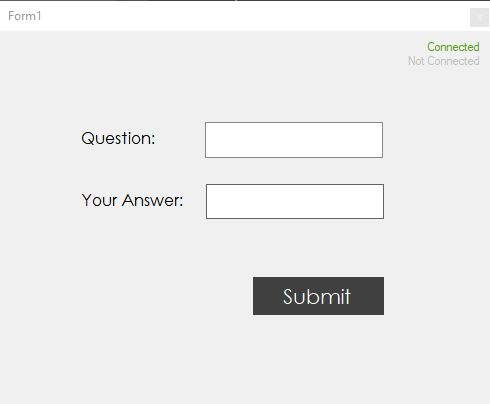 Form1
Connected
Not Connected
Question:
Your Answer:
Submit